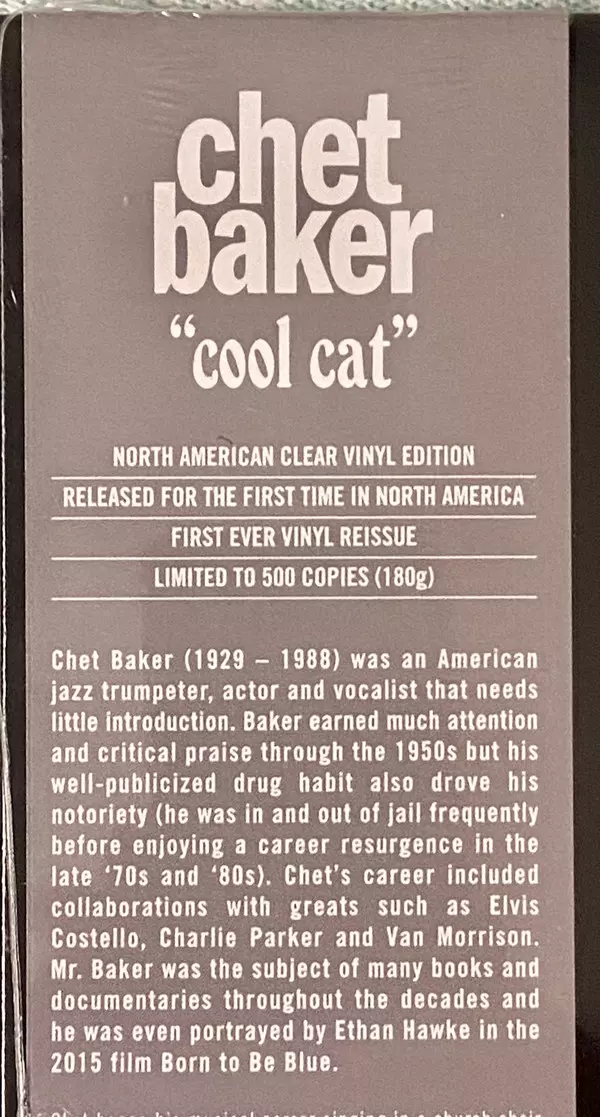 chet
baker
“cool cat”
NORTH AMERICAN CLEAR VINYL EDITION
RELEASED FOR THE FIRST TIME IN NORTH AMERICA
FIRST EVER VINYL REISSUE
LIMITED TO 500 COPIES (180g)
Chet Baker (1929 – 1988) was an American
jazz trumpeter, actor and vocalist that needs
little introduction. Baker earned much attention
and critical praise through the 1950s but his
well-publicized drug habit also drove his
notoriety (he was in and out of jail frequently
before enjoying a career resurgence in the
late ‘70s and ‘80s). Chet’s career included
collaborations with greats such as Elvis
Costello, Charlie Parker and Van Morrison.
Mr. Baker was the subject of many books and
documentaries throughout the decades and
he was even portrayed by Ethan Hawke in the
2015 film Born to Be Blue.